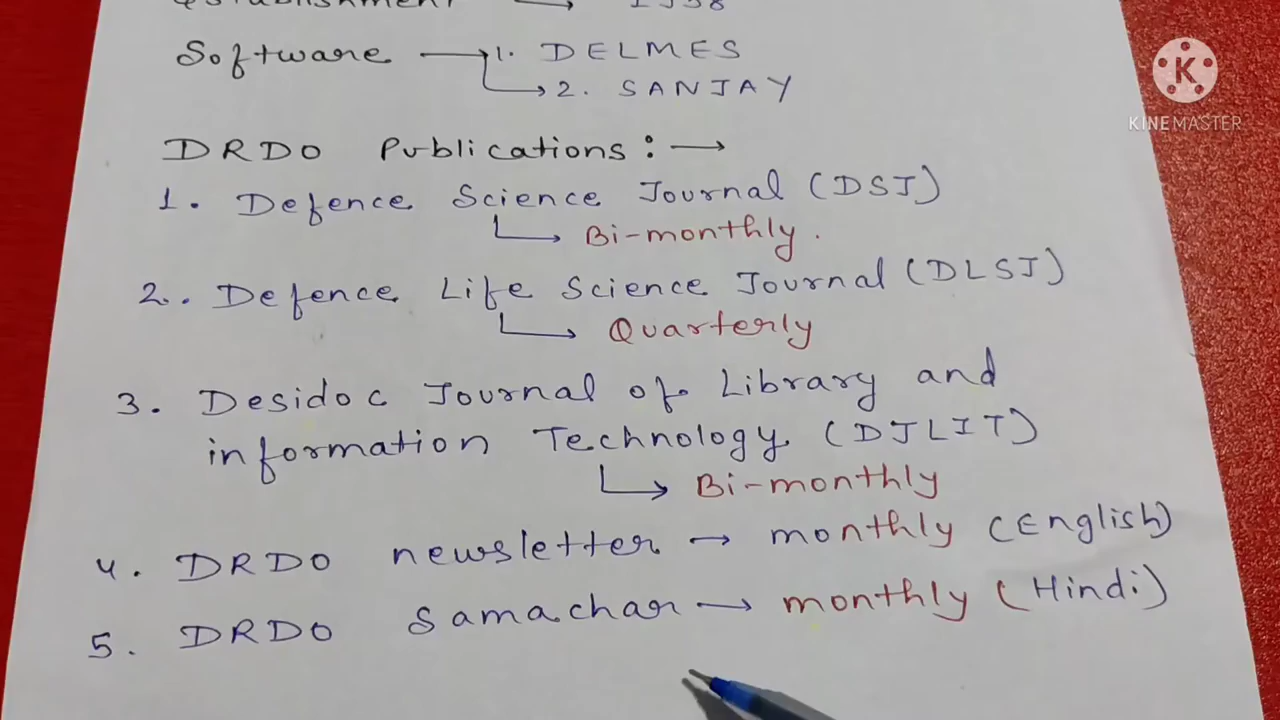 Establishment → 1958
Software → 1. DELMES
→ 2. SANJAY
DRDO Publications : →
1. Defence Science Journal (DSJ)
→ Bi-monthly.
2. Defence Life Science Journal (DLSJ)
→ Quarterly
3. Desidoc Journal of Library and
information Technology (DJLIT)
→ Bi-monthly
4. DRDO newsletter → monthly (English)
5. DRDO Samachar → monthly (Hindi)
K
KINEMASTER